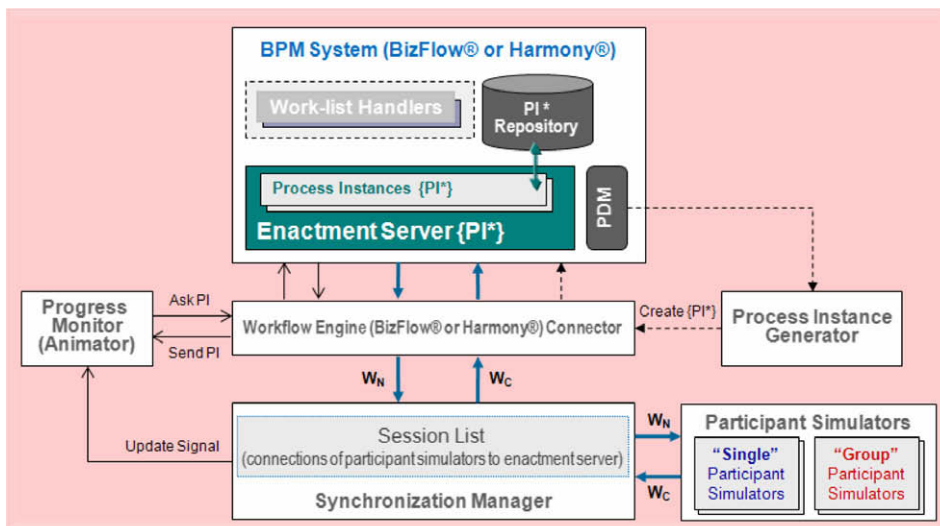 BPM System (BizFlow® or Harmony®)
Work-list Handlers
PI *
Repository
Process Instances {PI*}
Enactment Server {PI*}
PDM
Progress
Monitor
(Animator)
Ask PI
Send PI
Workflow Engine (BizFlow® or Harmony®) Connector
Create {PI*}
Process Instance
Generator
WN
WC
Update Signal
Session List
(connections of participant simulators to enactment server)
Synchronization Manager
WN
WC
Participant Simulators
"Single"
Participant
Simulators
"Group"
Participant
Simulators